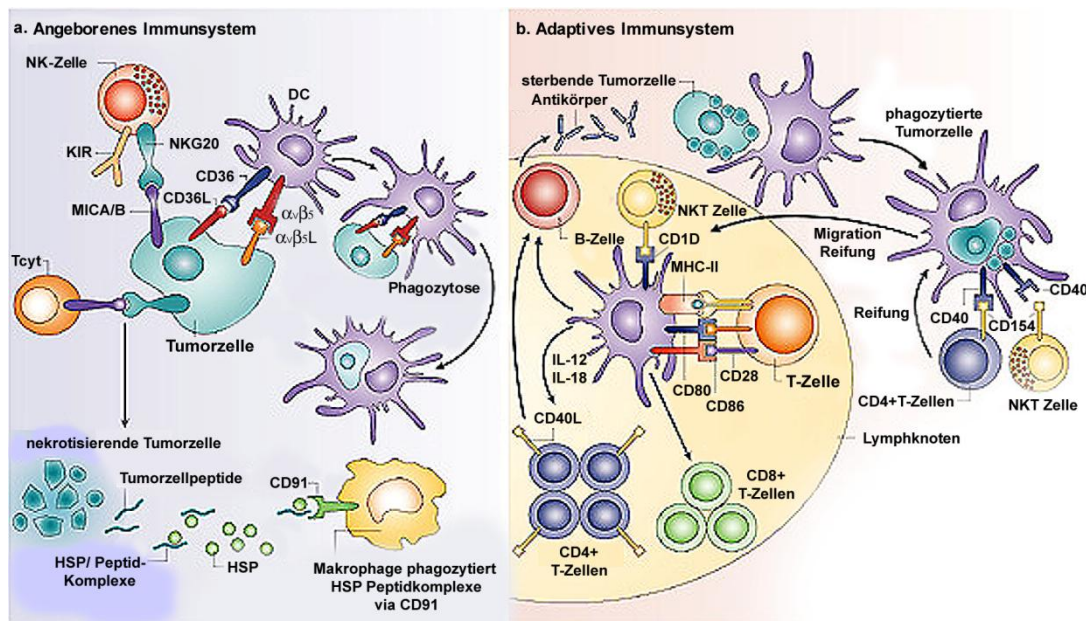 a. Angeborenes Immunsystem
NK-Zelle
DC
KIR
NKG20
CD36
CD36L
αvβ5
αvβ5L
MICA/B
Tcyt
Tumorzelle
Phagozytose
nekrotisierende Tumorzelle
Tumorzellpeptide
CD91
HSP/ Peptid-
Komplexe
HSP
Makrophage phagozytiert
HSP Peptidkomplexe
via CD91
b. Adaptives Immunsystem
sterbende Tumorzelle
Antikörper
phagozytierte
Tumorzelle
NKT Zelle
B-Zelle
CD1D
MHC-II
Migration
Reifung
CD40
CD40
CD154
Reifung
IL-12
IL-18
CD80
CD28
CD86
T-Zelle
CD4+T-Zellen
NKT Zelle
CD40L
Lymphknoten
CD8+
T-Zellen
CD4+
T-Zellen